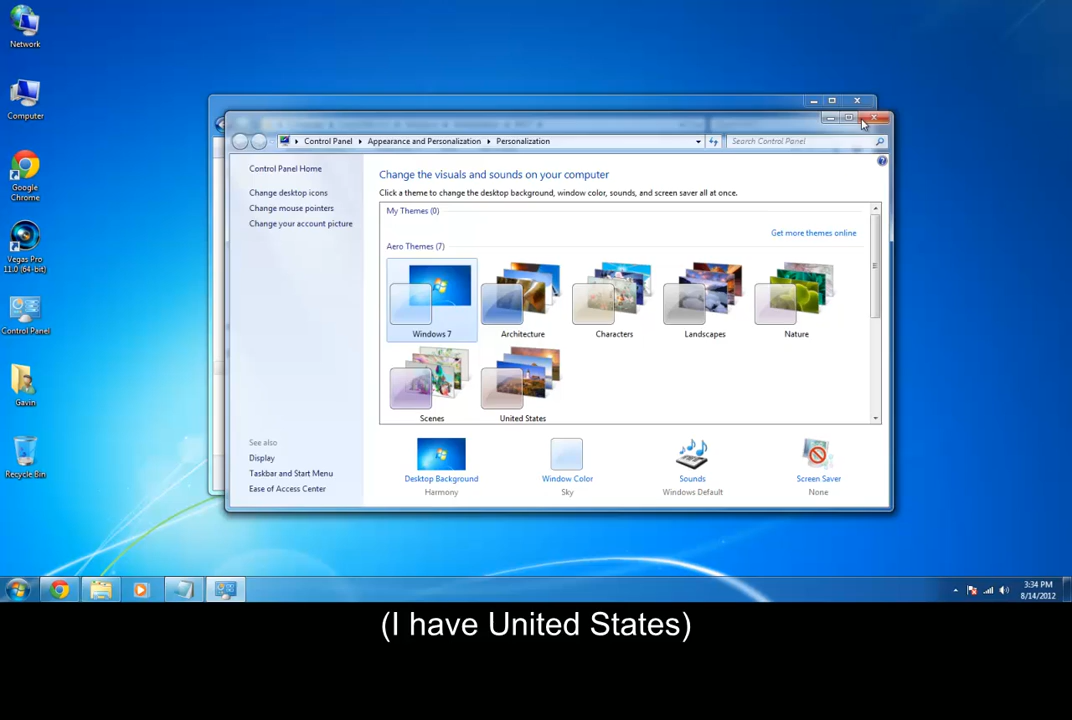 Network
Computer
Google
Chrome
Vegas Pro
11.0 (64-bit)
Control Panel
Gavin
Recycle Bin
Control Panel
Appearance and Personalization
Personalization
Search Control Panel
Control Panel Home
Change desktop icons
Change mouse pointers
Change your account picture
See also
Display
Taskbar and Start Menu
Ease of Access Center
Change the visuals and sounds on your computer
Click a theme to change the desktop background, window color, sounds, and screen saver all at once.
My Themes (0)
Get more themes online
Aero Themes (7)
Windows 7
Architecture
Characters
Landscapes
Nature
Scenes
United States
Desktop Background
Harmony
Window Color
Sky
Sounds
Windows Default
Screen Saver
None
3:34 PM
8/14/2012
(I have United States)